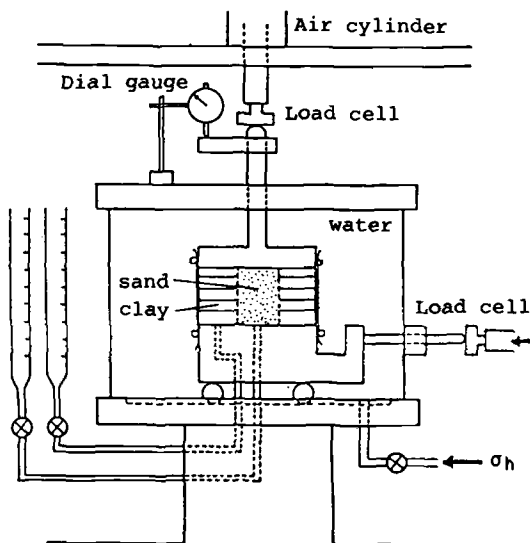 Air cylinder
Dial gauge
Load cell
water
sand
clay
Load cell
σh